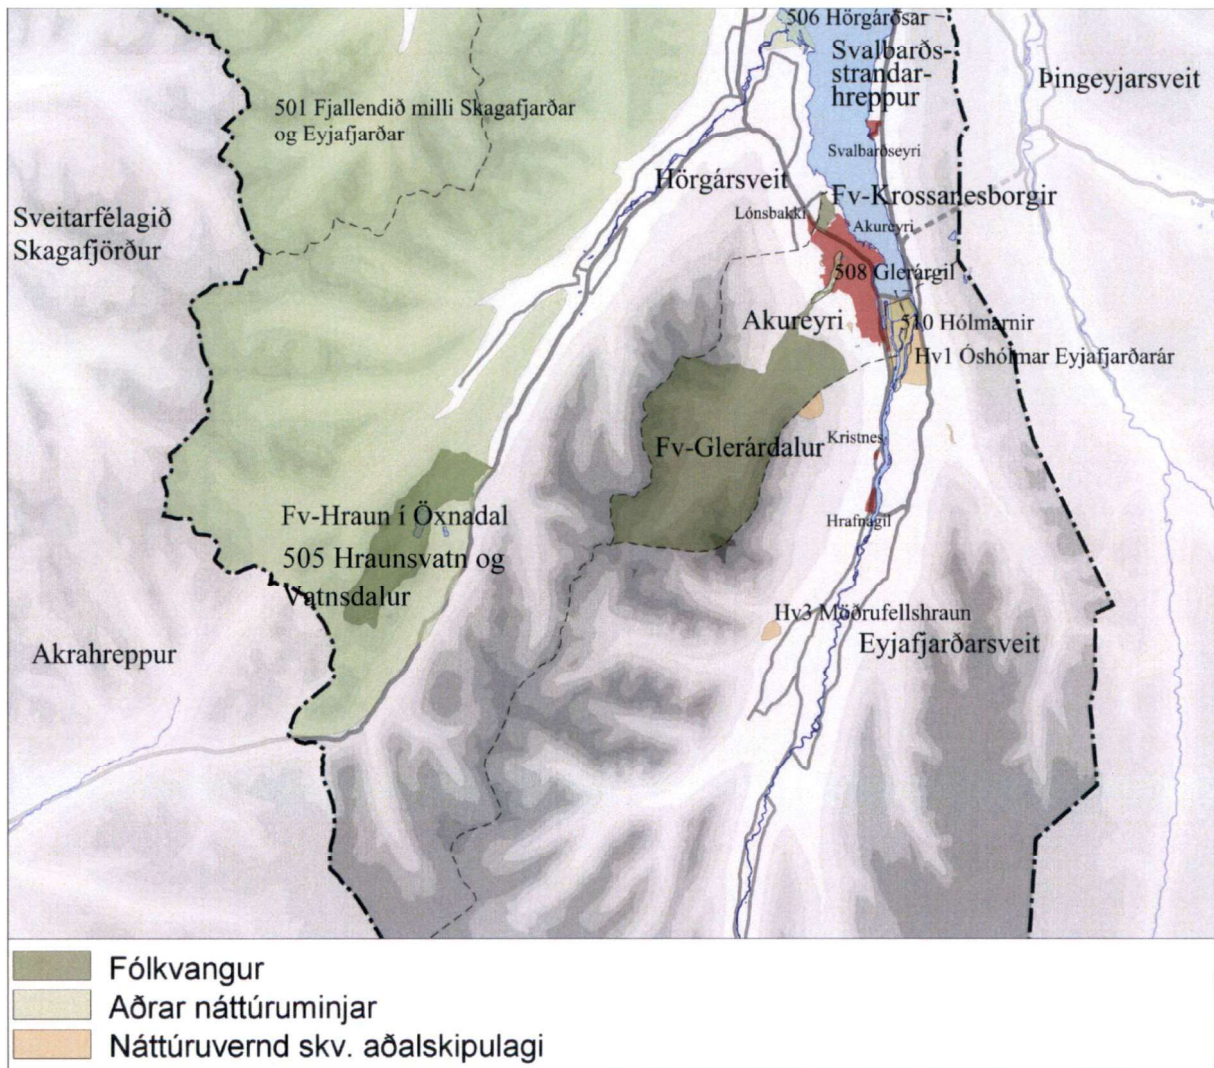 506 Hörgárósar
Svalbarðs-
strandar-
hreppur
Þingeyjarsveit
501 Fjallendið milli Skagafjarðar
og Eyjafjarðar
Svalbarðseyri
Hörgársveit
Fv-Krossanesborgir
Lónsbakki
Akureyri
Sveitarfélagið
Skagafjörður
508 Glerárgil
Akureyri
510 Hólmarnir
Hv1 Óshólmar Eyjafjarðarár
Fv-Glerárdalur
Kristnes
Hrafnagil
Fv-Hraun í Öxnadal
505 Hraunsvatn og
Vatnsdalur
Hv3 Möðrufellshraun
Eyjafjarðarsveit
Akrahreppur
Fólkvangur
Aðrar náttúruminjar
Náttúruvernd skv. aðalskipulagi